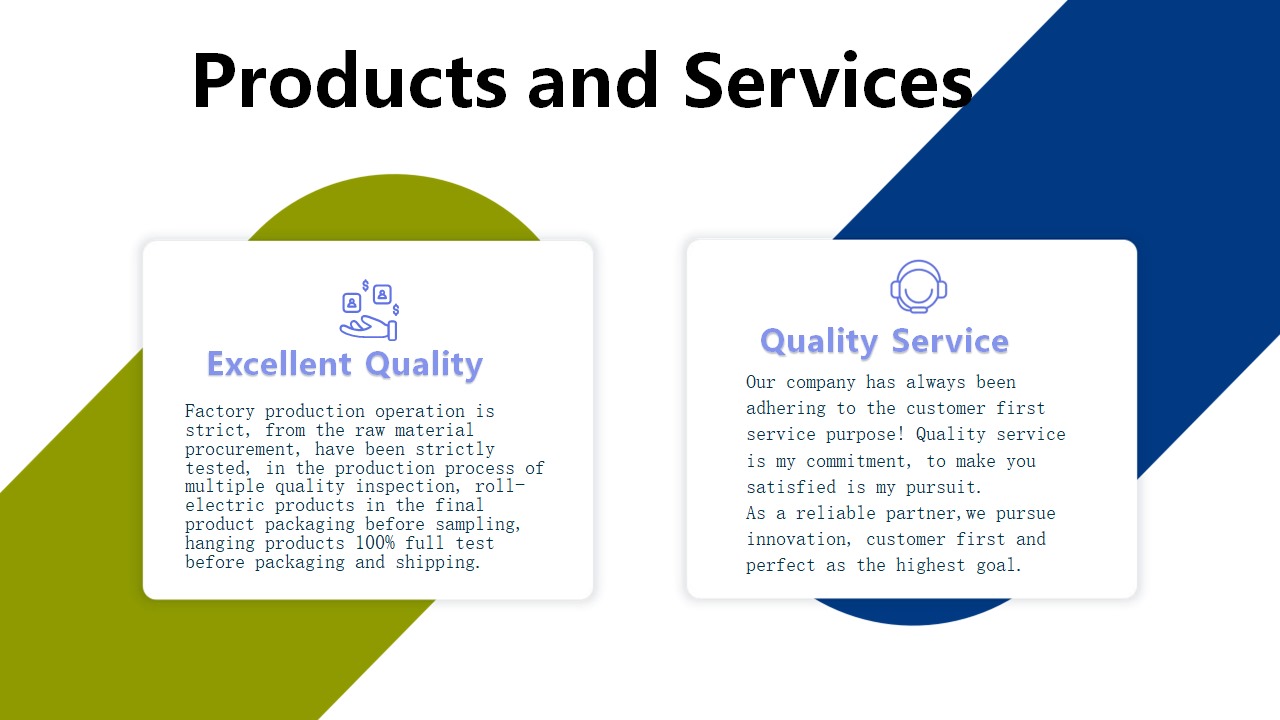 Products and Services
Excellent Quality
Factory production operation is
strict, from the raw material
procurement, have been strictly
tested, in the production process of
multiple quality inspection, roll-
electric products in the final
product packaging before sampling,
hanging products 100% full test
before packaging and shipping.
Quality Service
Our company has always been
adhering to the customer first
service purpose! Quality service
is my commitment, to make you
satisfied is my pursuit.
As a reliable partner,we pursue
innovation, customer first and
perfect as the highest goal.